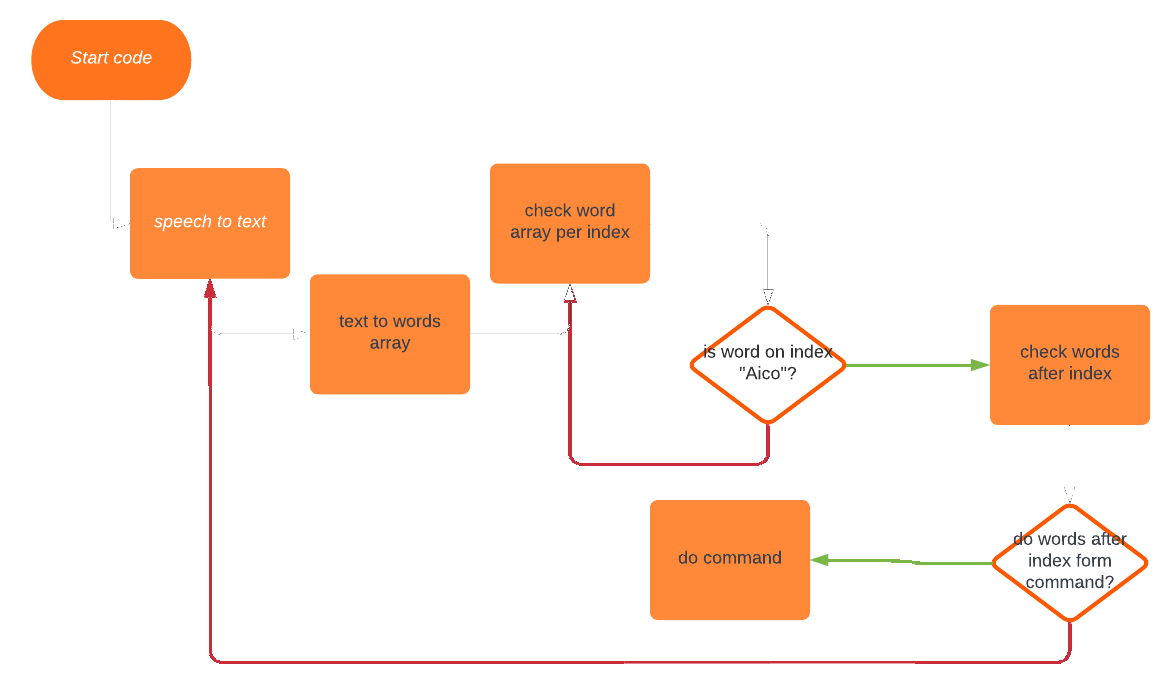 Start code
speech to text
text to words
array
check word
array per index
is word on index
"Aico"?
check words
after index
do words after
index form
command?
do command